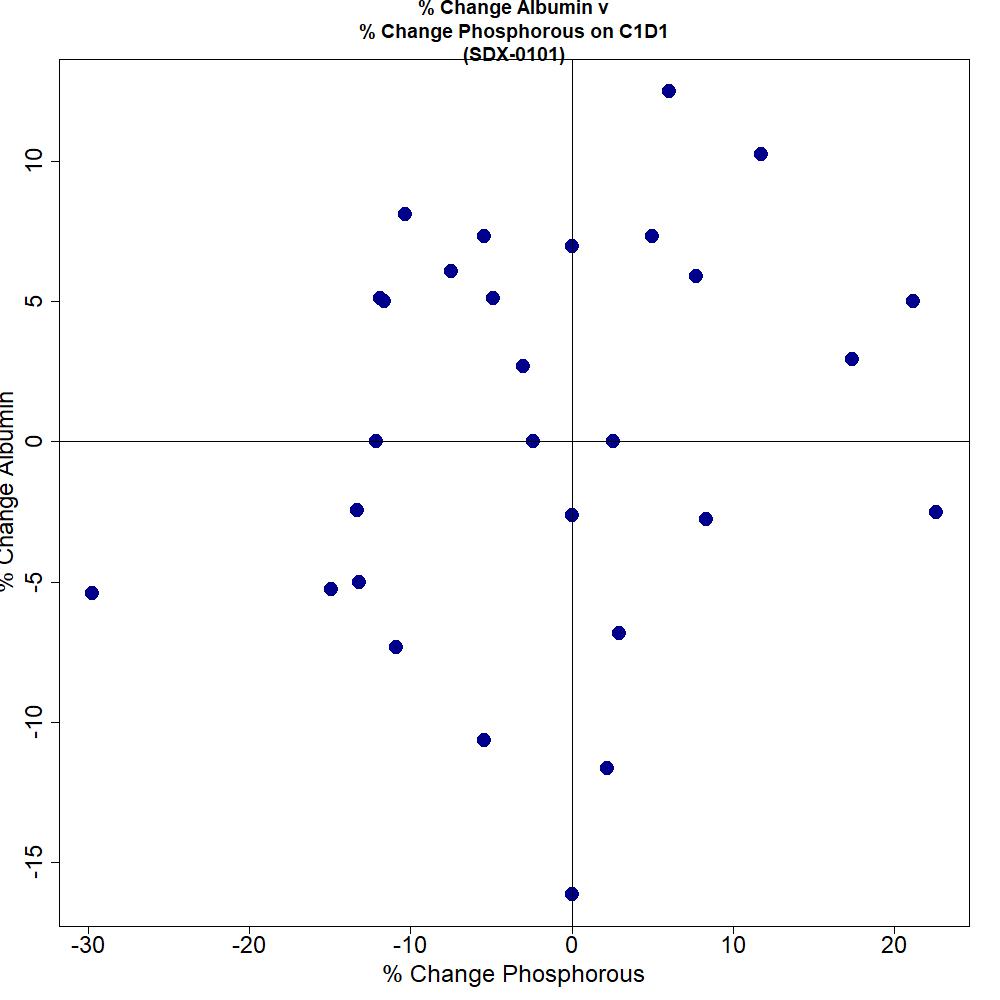 % Change Albumin v
% Change Phosphorous on C1D1
(SDX-0101)
% Change Albumin
10
5
0
-5
-10
-15
-30
-20
-10
0
10
20
% Change Phosphorous